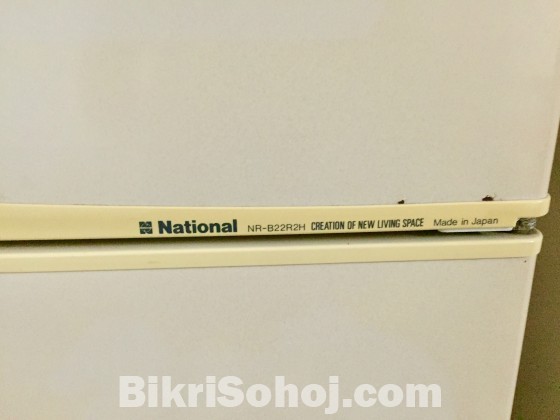 National NR-B22R2H CREATION OF NEW LIVING SPACE Made in Japan
BikriSohoj.com